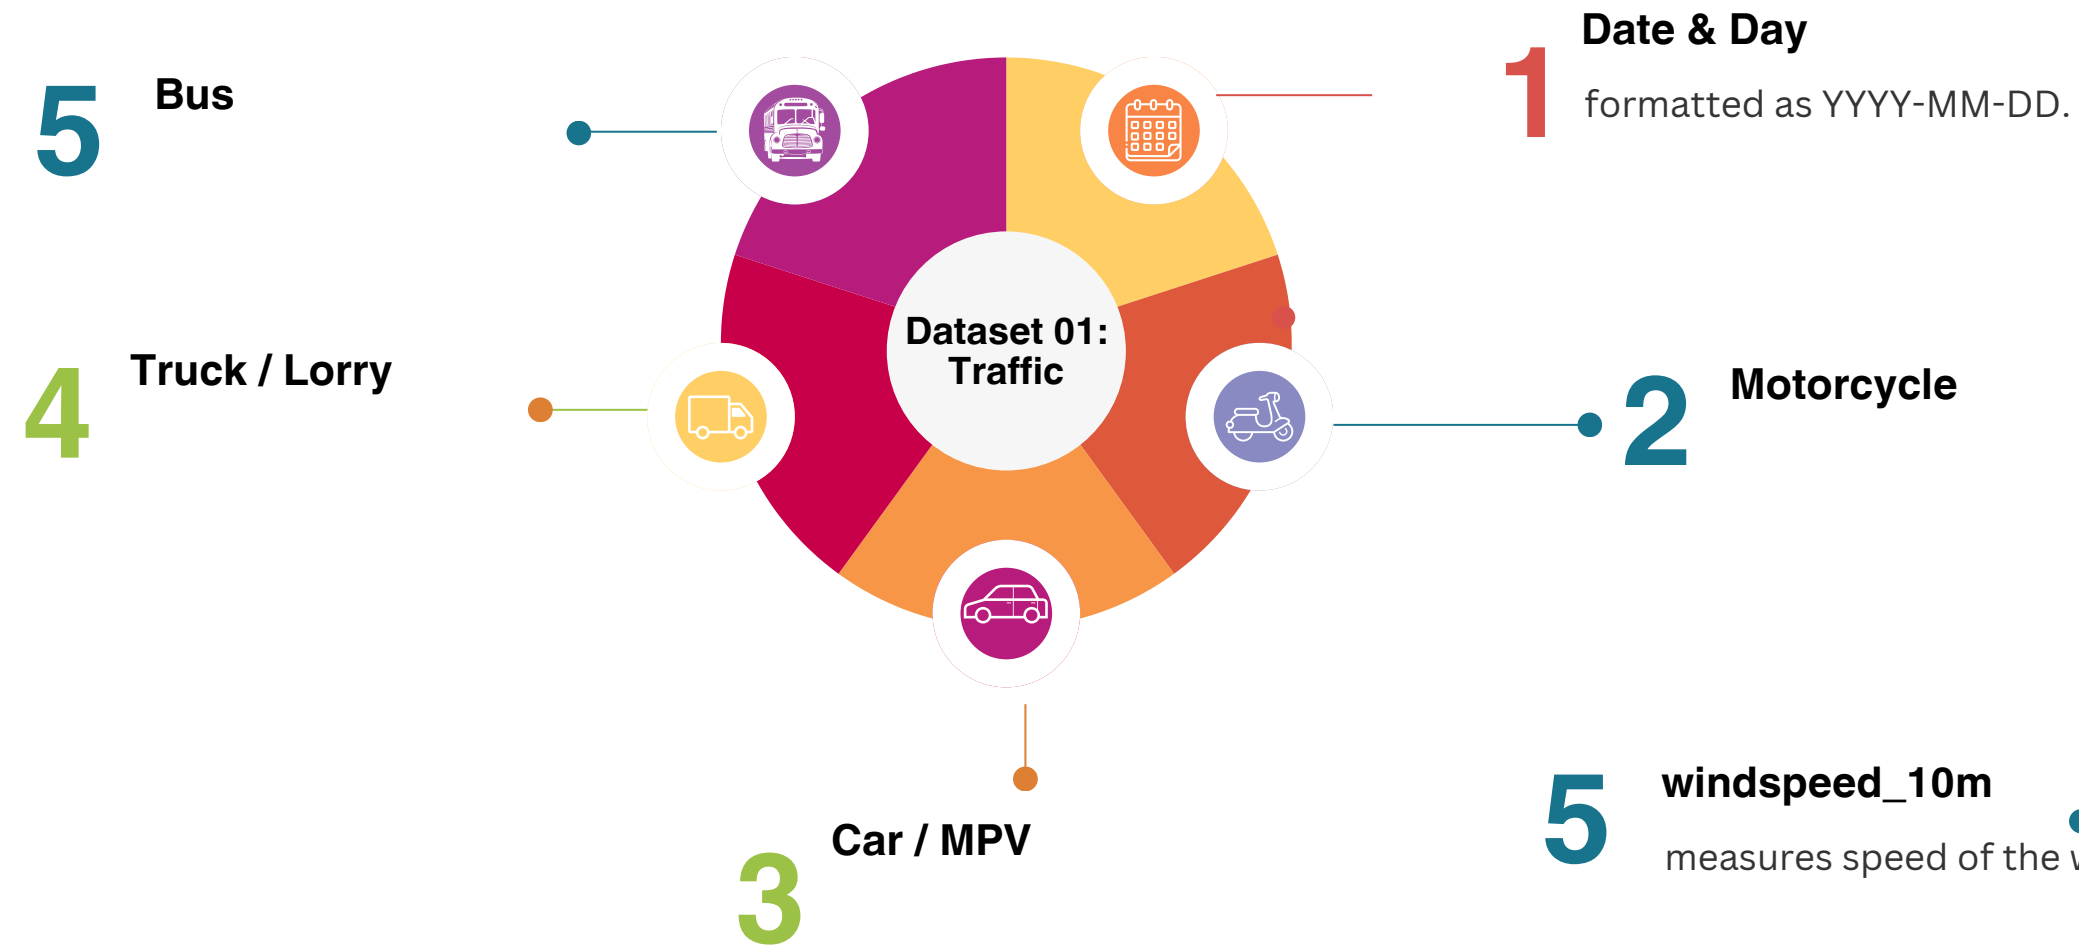 Dataset 01:
Traffic
1
Date & Day
formatted as YYYY-MM-DD.
2
Motorcycle
3
Car / MPV
4
Truck / Lorry
5
Bus
5
windspeed_10m
measures speed of the